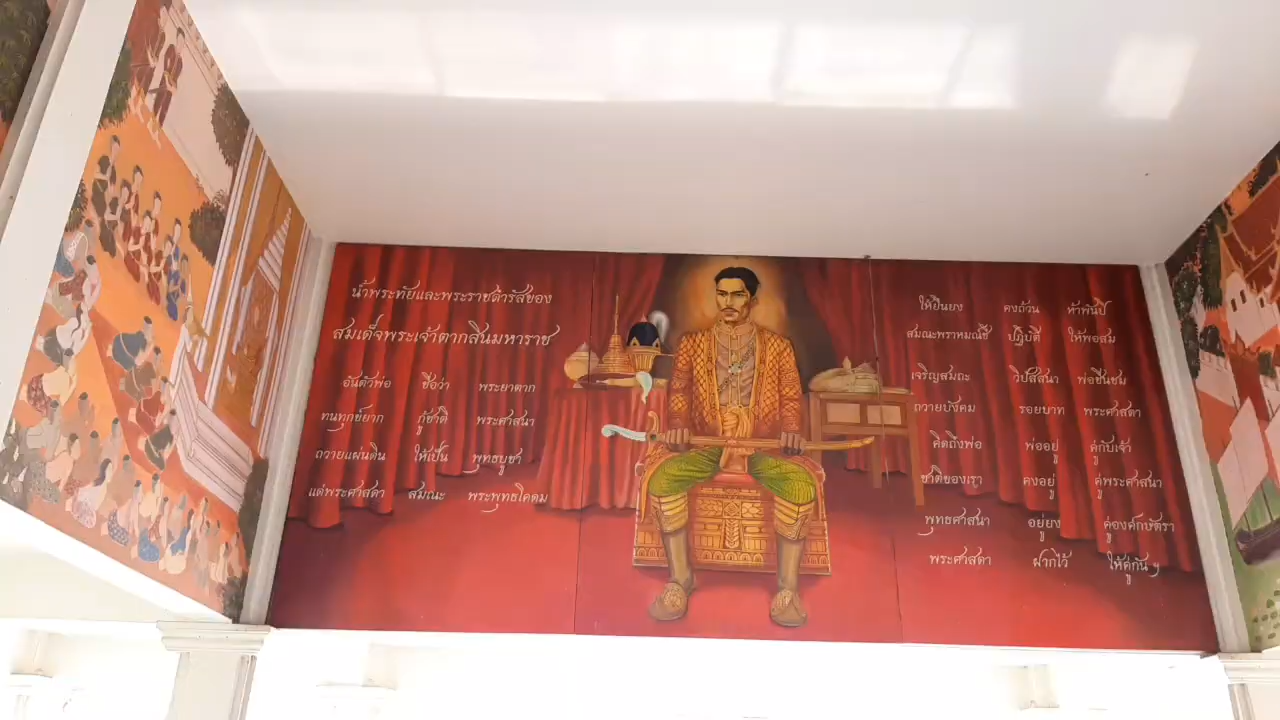 น้ำพระทัยและพระราชดำรัสของ
สมเด็จพระเจ้าตากสินมหาราช
อันตัวพ่อ ชื่อว่า พระยาตาก
ทนทุกข์ยาก กู้ชาติ พระศาสนา
ถวายแผ่นดิน ให้เป็น พุทธบูชา
แด่พระศาสดา สมณะ พระพุทธโคดม
ให้ยืนยง คงถ้วน ห้าพันปี
สมณะพราหมณ์ชี ปฏิบัติ ให้พอสม
เจริญสมถะ วิปัสสนา พ่อชื่นชม
ถวายบังคม รอยบาท พระศาสดา
คิดถึงพ่อ พ่ออยู่ คู่กับเจ้า
ชาติของเรา คงอยู่ คู่พระศาสนา
พุทธศาสนา อยู่ยง คู่องค์กษัตรา
พระศาสดา ฝากไว้ ให้คู่กัน ฯ